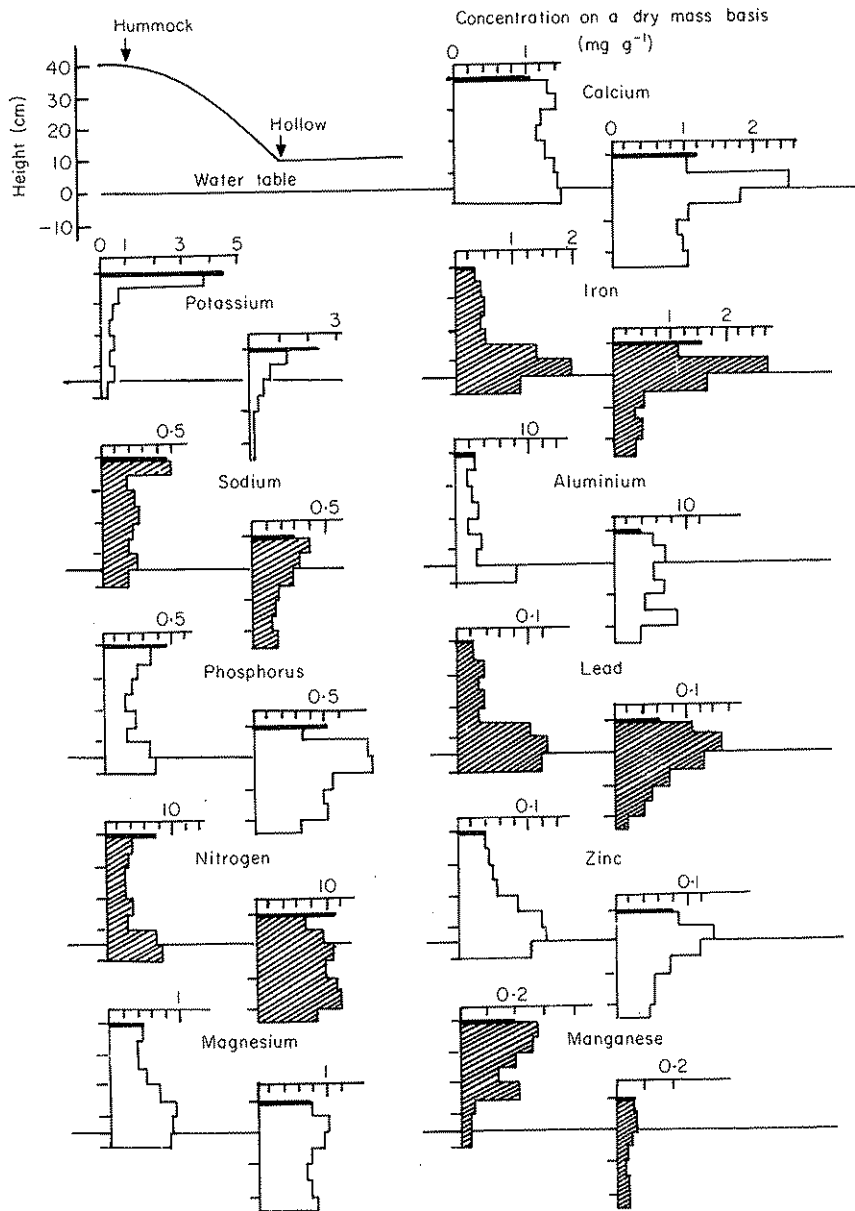 Concentration on a dry mass basis
(mg g⁻¹)
Hummock
Hollow
Water table
Height (cm)
40
30
20
10
0
−10
0 1
Calcium
0 1 2
0 1 3 5
Potassium
3
0 1 2
Iron
1 2
0·5
Sodium
0·5
10
Aluminium
10
0·5
Phosphorus
0·5
0·1
Lead
0·1
10
Nitrogen
10
0·1
Zinc
0·1
1
Magnesium
1
0·2
Manganese
0·2